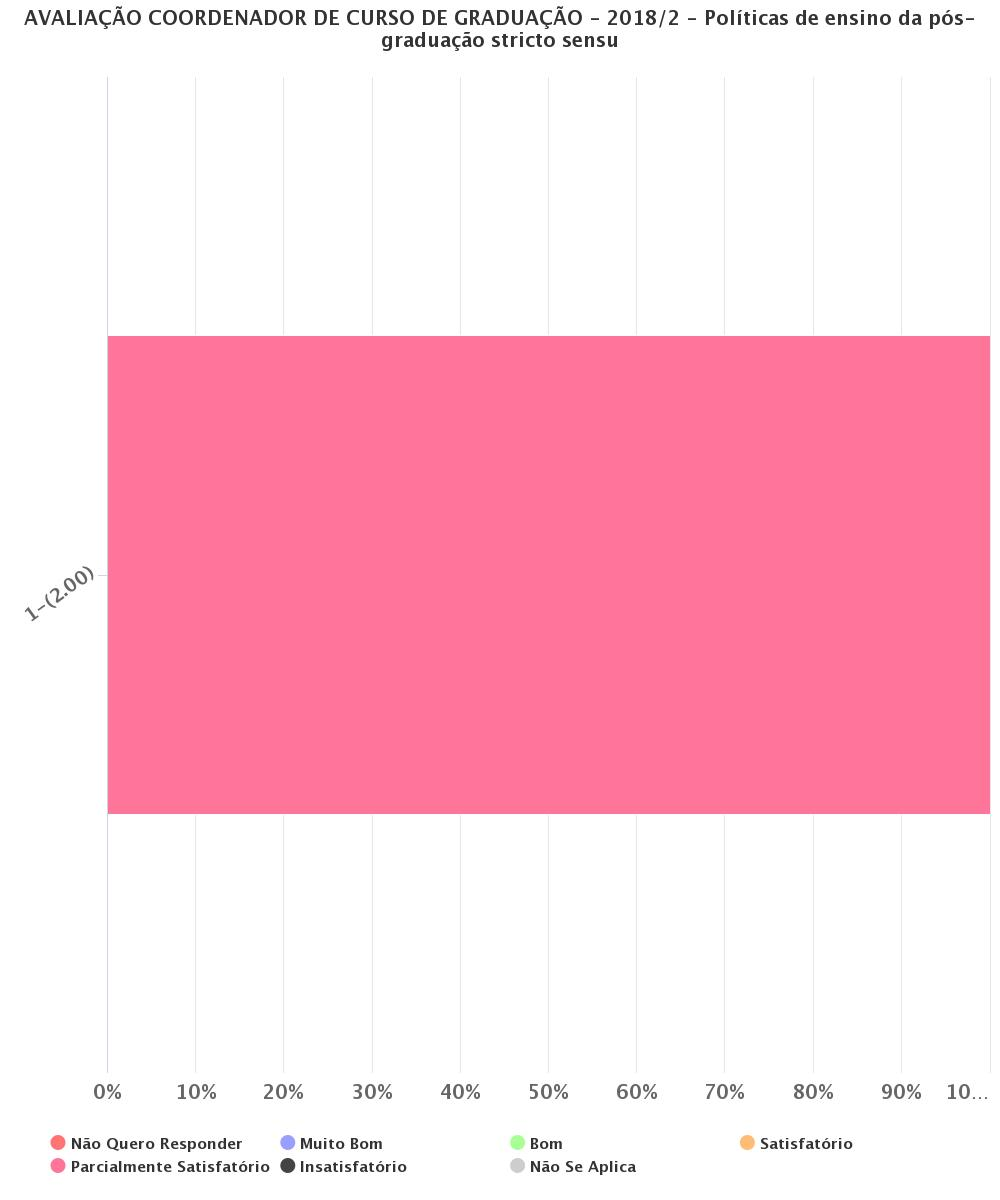 AVALIAÇÃO COORDENADOR DE CURSO DE GRADUAÇÃO - 2018/2 - Políticas de ensino da pós-
graduação stricto sensu
1-(2.00)
0% 10% 20% 30% 40% 50% 60% 70% 80% 90% 10...
Não Quero Responder Muito Bom Bom Satisfatório
Parcialmente Satisfatório Insatisfatório Não Se Aplica